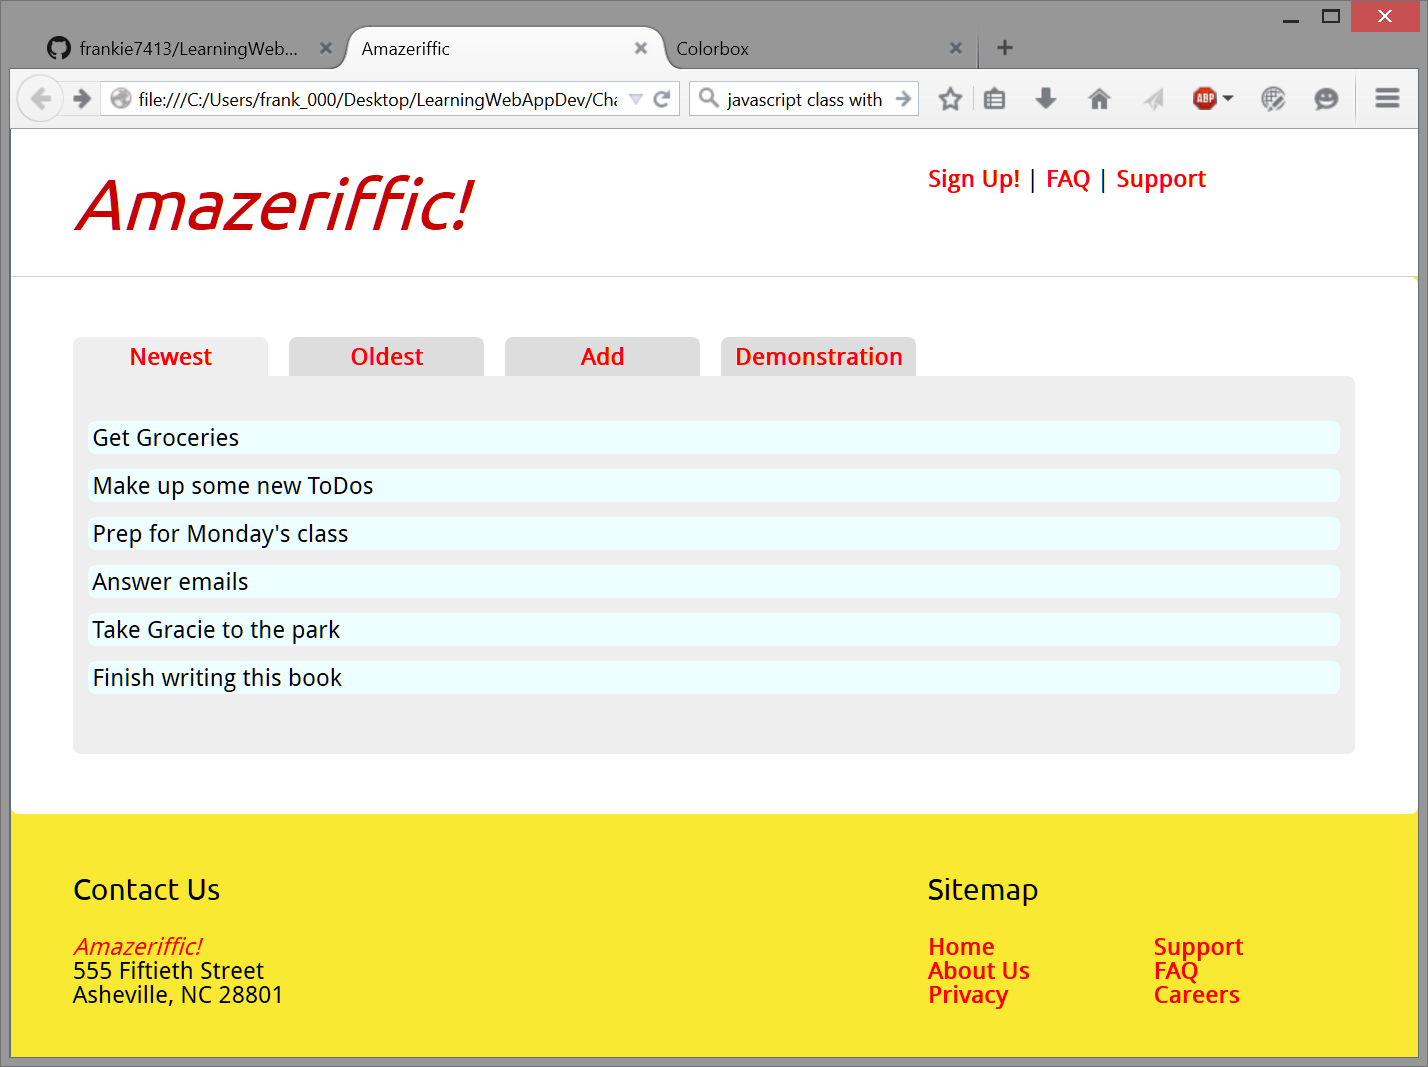 frankie7413/LearningWeb...
Amazeriffic
Colorbox
file:///C:/Users/frank_000/Desktop/LearningWebAppDev/Cha
javascript class with
ABP
Amazeriffic!
Sign Up! | FAQ | Support
Newest
Oldest
Add
Demonstration
Get Groceries
Make up some new ToDos
Prep for Monday's class
Answer emails
Take Gracie to the park
Finish writing this book
Contact Us
Amazeriffic!
555 Fiftieth Street
Asheville, NC 28801
Sitemap
Home
About Us
Privacy
Support
FAQ
Careers